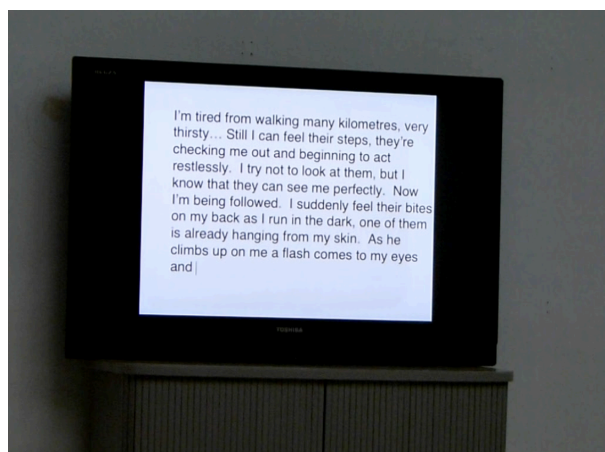 I'm tired from walking many kilometres, very
thirsty... Still I can feel their steps, they're
checking me out and beginning to act
restlessly.  I try not to look at them, but I
know that they can see me perfectly.  Now
I'm being followed.  I suddenly feel their bites
on my back as I run in the dark, one of them
is already hanging from my skin.  As he
climbs up on me a flash comes to my eyes
and
TOSHIBA